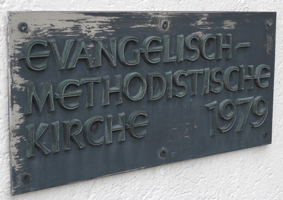 EVANGELISCH-
METHODISTISCHE
KIRCHE 1979